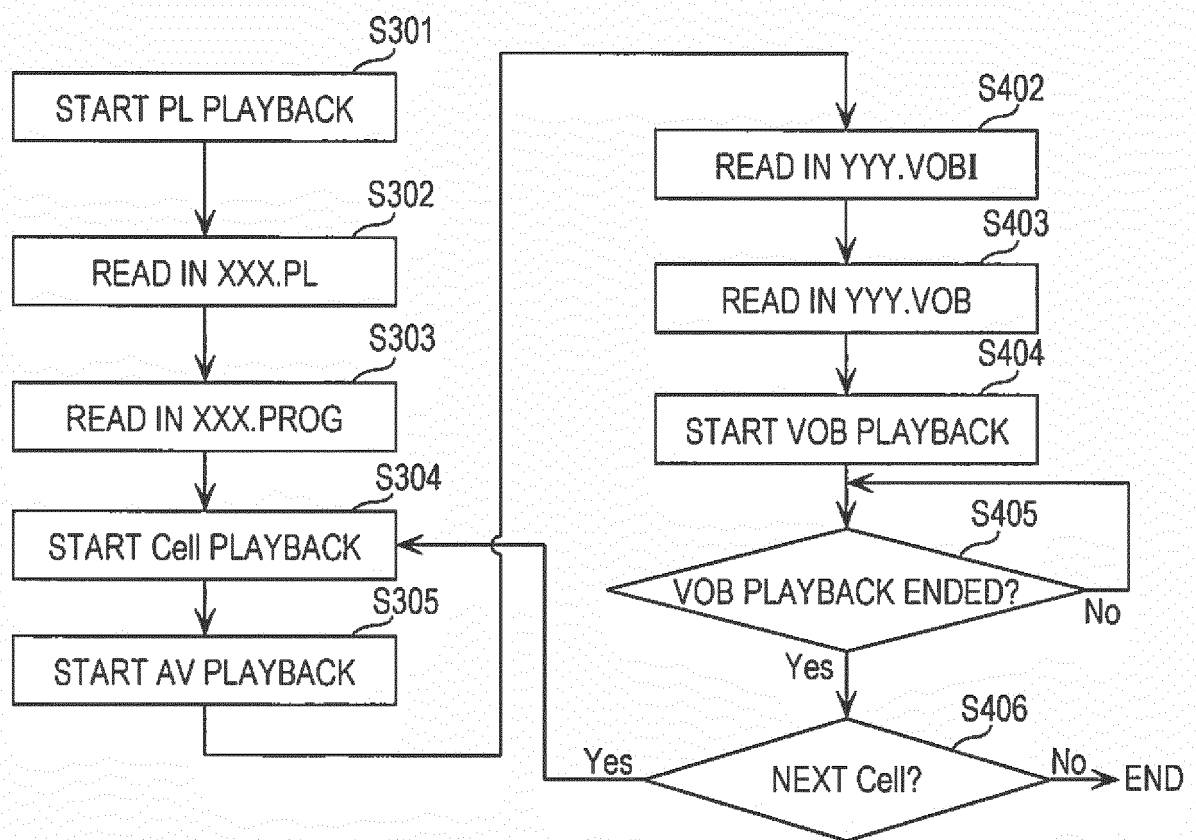 S301
START PL PLAYBACK
S302
READ IN XXX.PL
S303
READ IN XXX.PROG
S304
START Cell PLAYBACK
S305
START AV PLAYBACK
S402
READ IN YYY.VOBI
S403
READ IN YYY.VOB
S404
START VOB PLAYBACK
S405
VOB PLAYBACK ENDED?
No
Yes
S406
NEXT Cell?
Yes
No
END